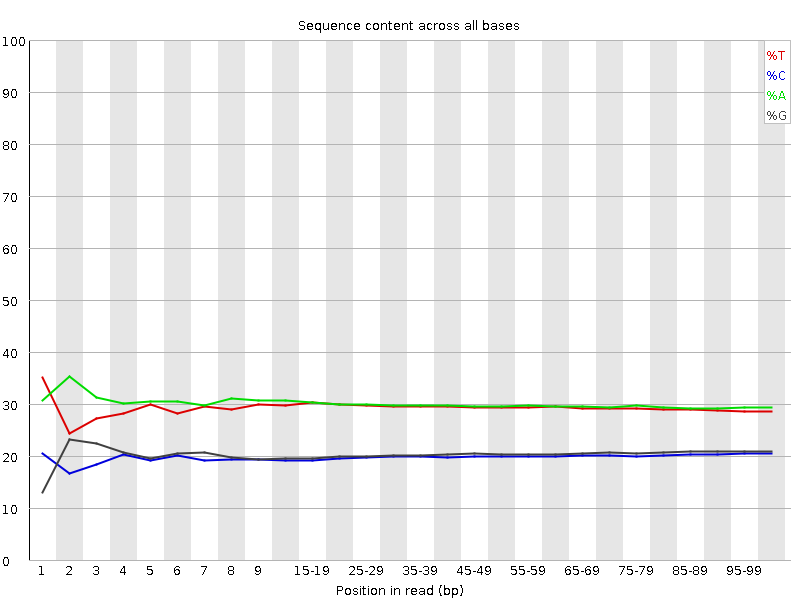 Sequence content across all bases
100
90
80
70
60
50
40
30
20
10
0
%T
%C
%A
%G
1 2 3 4 5 6 7 8 9 15-19 25-29 35-39 45-49 55-59 65-69 75-79 85-89 95-99
Position in read (bp)